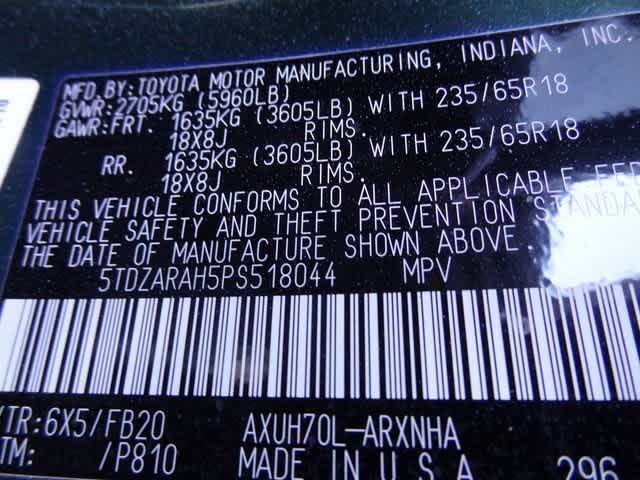 MFD. BY: TOYOTA MOTOR MANUFACTURING, INDIANA, INC.
GVWR: 2705KG (5960LB)
GAWR: FRT. 1635KG (3605LB) WITH 235/65R18
18X8J RIMS.
RR. 1635KG (3605LB) WITH 235/65R18
18X8J RIMS.
THIS VEHICLE CONFORMS TO ALL APPLICABLE
VEHICLE SAFETY AND THEFT PREVENTION
THE DATE OF MANUFACTURE SHOWN ABOVE.
5TDZARAH5PS518044 MPV
/TR:6X5/FB20 AXUH70L-ARXNHA
TM: /P810 MADE IN U.S.A. 296